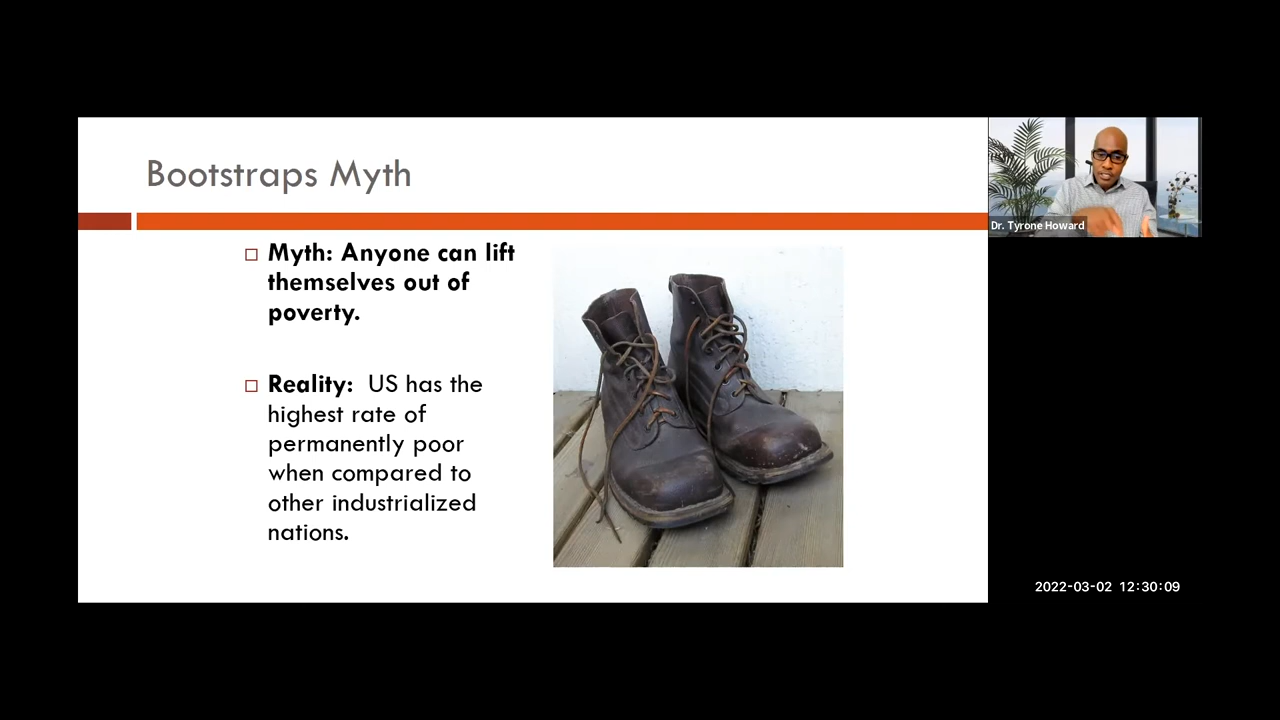 Bootstraps Myth
Myth: Anyone can lift
themselves out of
poverty.
Reality: US has the
highest rate of
permanently poor
when compared to
other industrialized
nations.
Dr. Tyrone Howard
2022-03-02 12:30:09